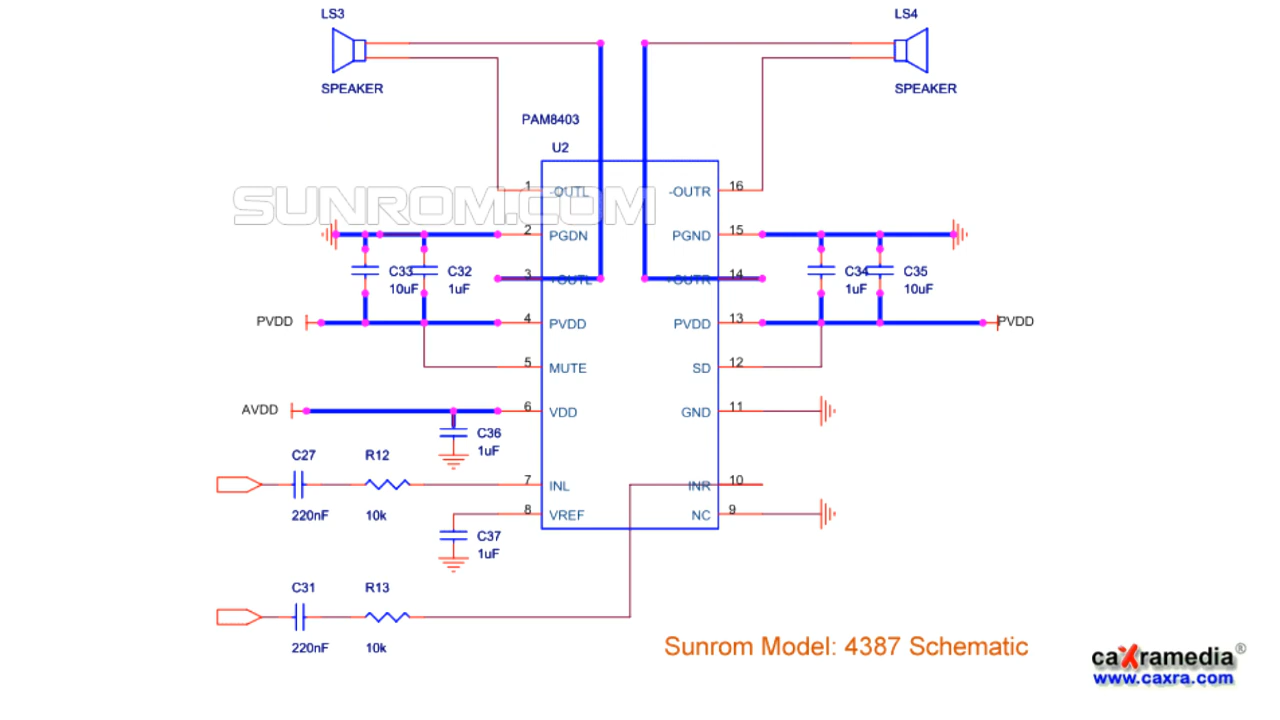 LS3
LS4
SPEAKER
SPEAKER
PAM8403
U2
SUNROM.COM
1 -OUTL
-OUTR 16
2 PGDN
PGND 15
3 +OUTL
+OUTR 14
C33
10uF
C32
1uF
C34
1uF
C35
10uF
PVDD
4 PVDD
PVDD 13
PVDD
5 MUTE
SD 12
AVDD
6 VDD
GND 11
C36
1uF
C27
R12
7 INL
INR 10
220nF
10k
8 VREF
NC 9
C37
1uF
C31
R13
220nF
10k
Sunrom Model: 4387 Schematic
caXramedia®
www.caxra.com